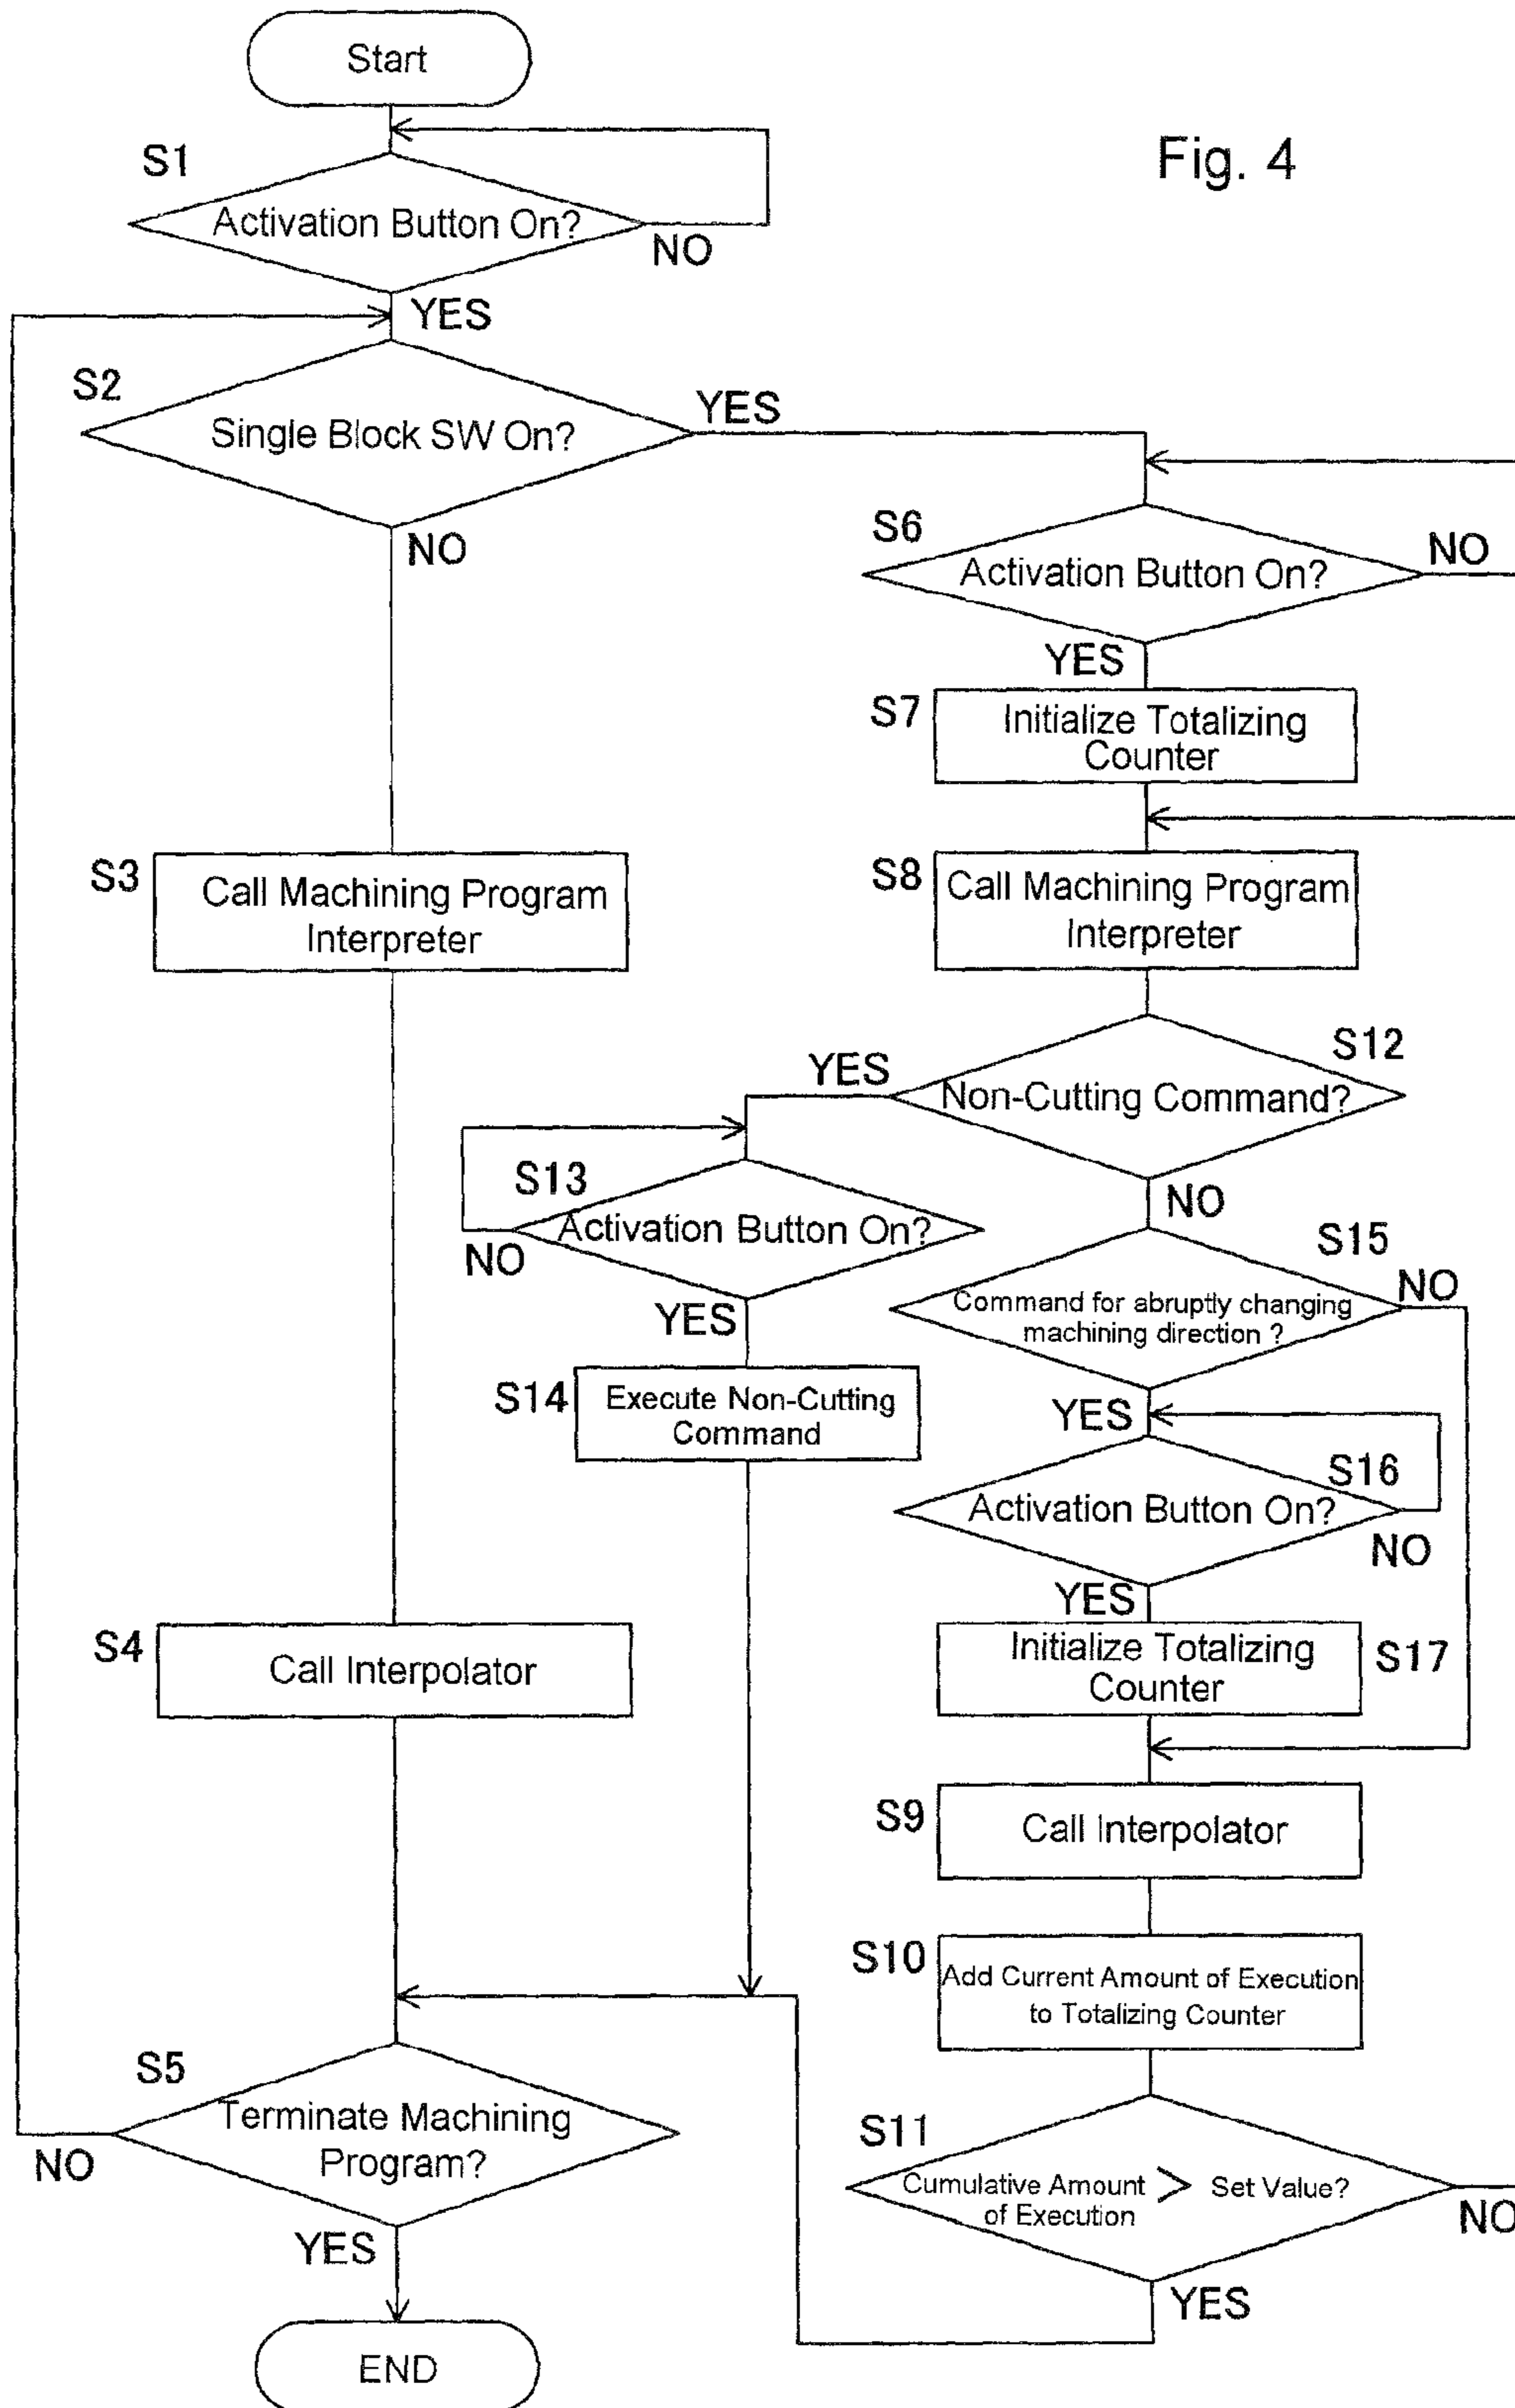 Start
Fig. 4
S1
Activation Button On?
NO
YES
S2
Single Block SW On?
YES
NO
S6
Activation Button On?
NO
YES
S7
Initialize Totalizing
Counter
S3
Call Machining Program
Interpreter
S8
Call Machining Program
Interpreter
S12
Non-Cutting Command?
YES
NO
S13
Activation Button On?
NO
YES
S15
Command for abruptly changing
machining direction ?
NO
YES
S14
Execute Non-Cutting
Command
S16
Activation Button On?
NO
YES
S4
Call Interpolator
Initialize Totalizing
Counter
S17
S9
Call Interpolator
S10
Add Current Amount of Execution
to Totalizing Counter
S5
Terminate Machining
Program?
NO
YES
S11
Cumulative Amount > Set Value?
of Execution
NO
YES
END